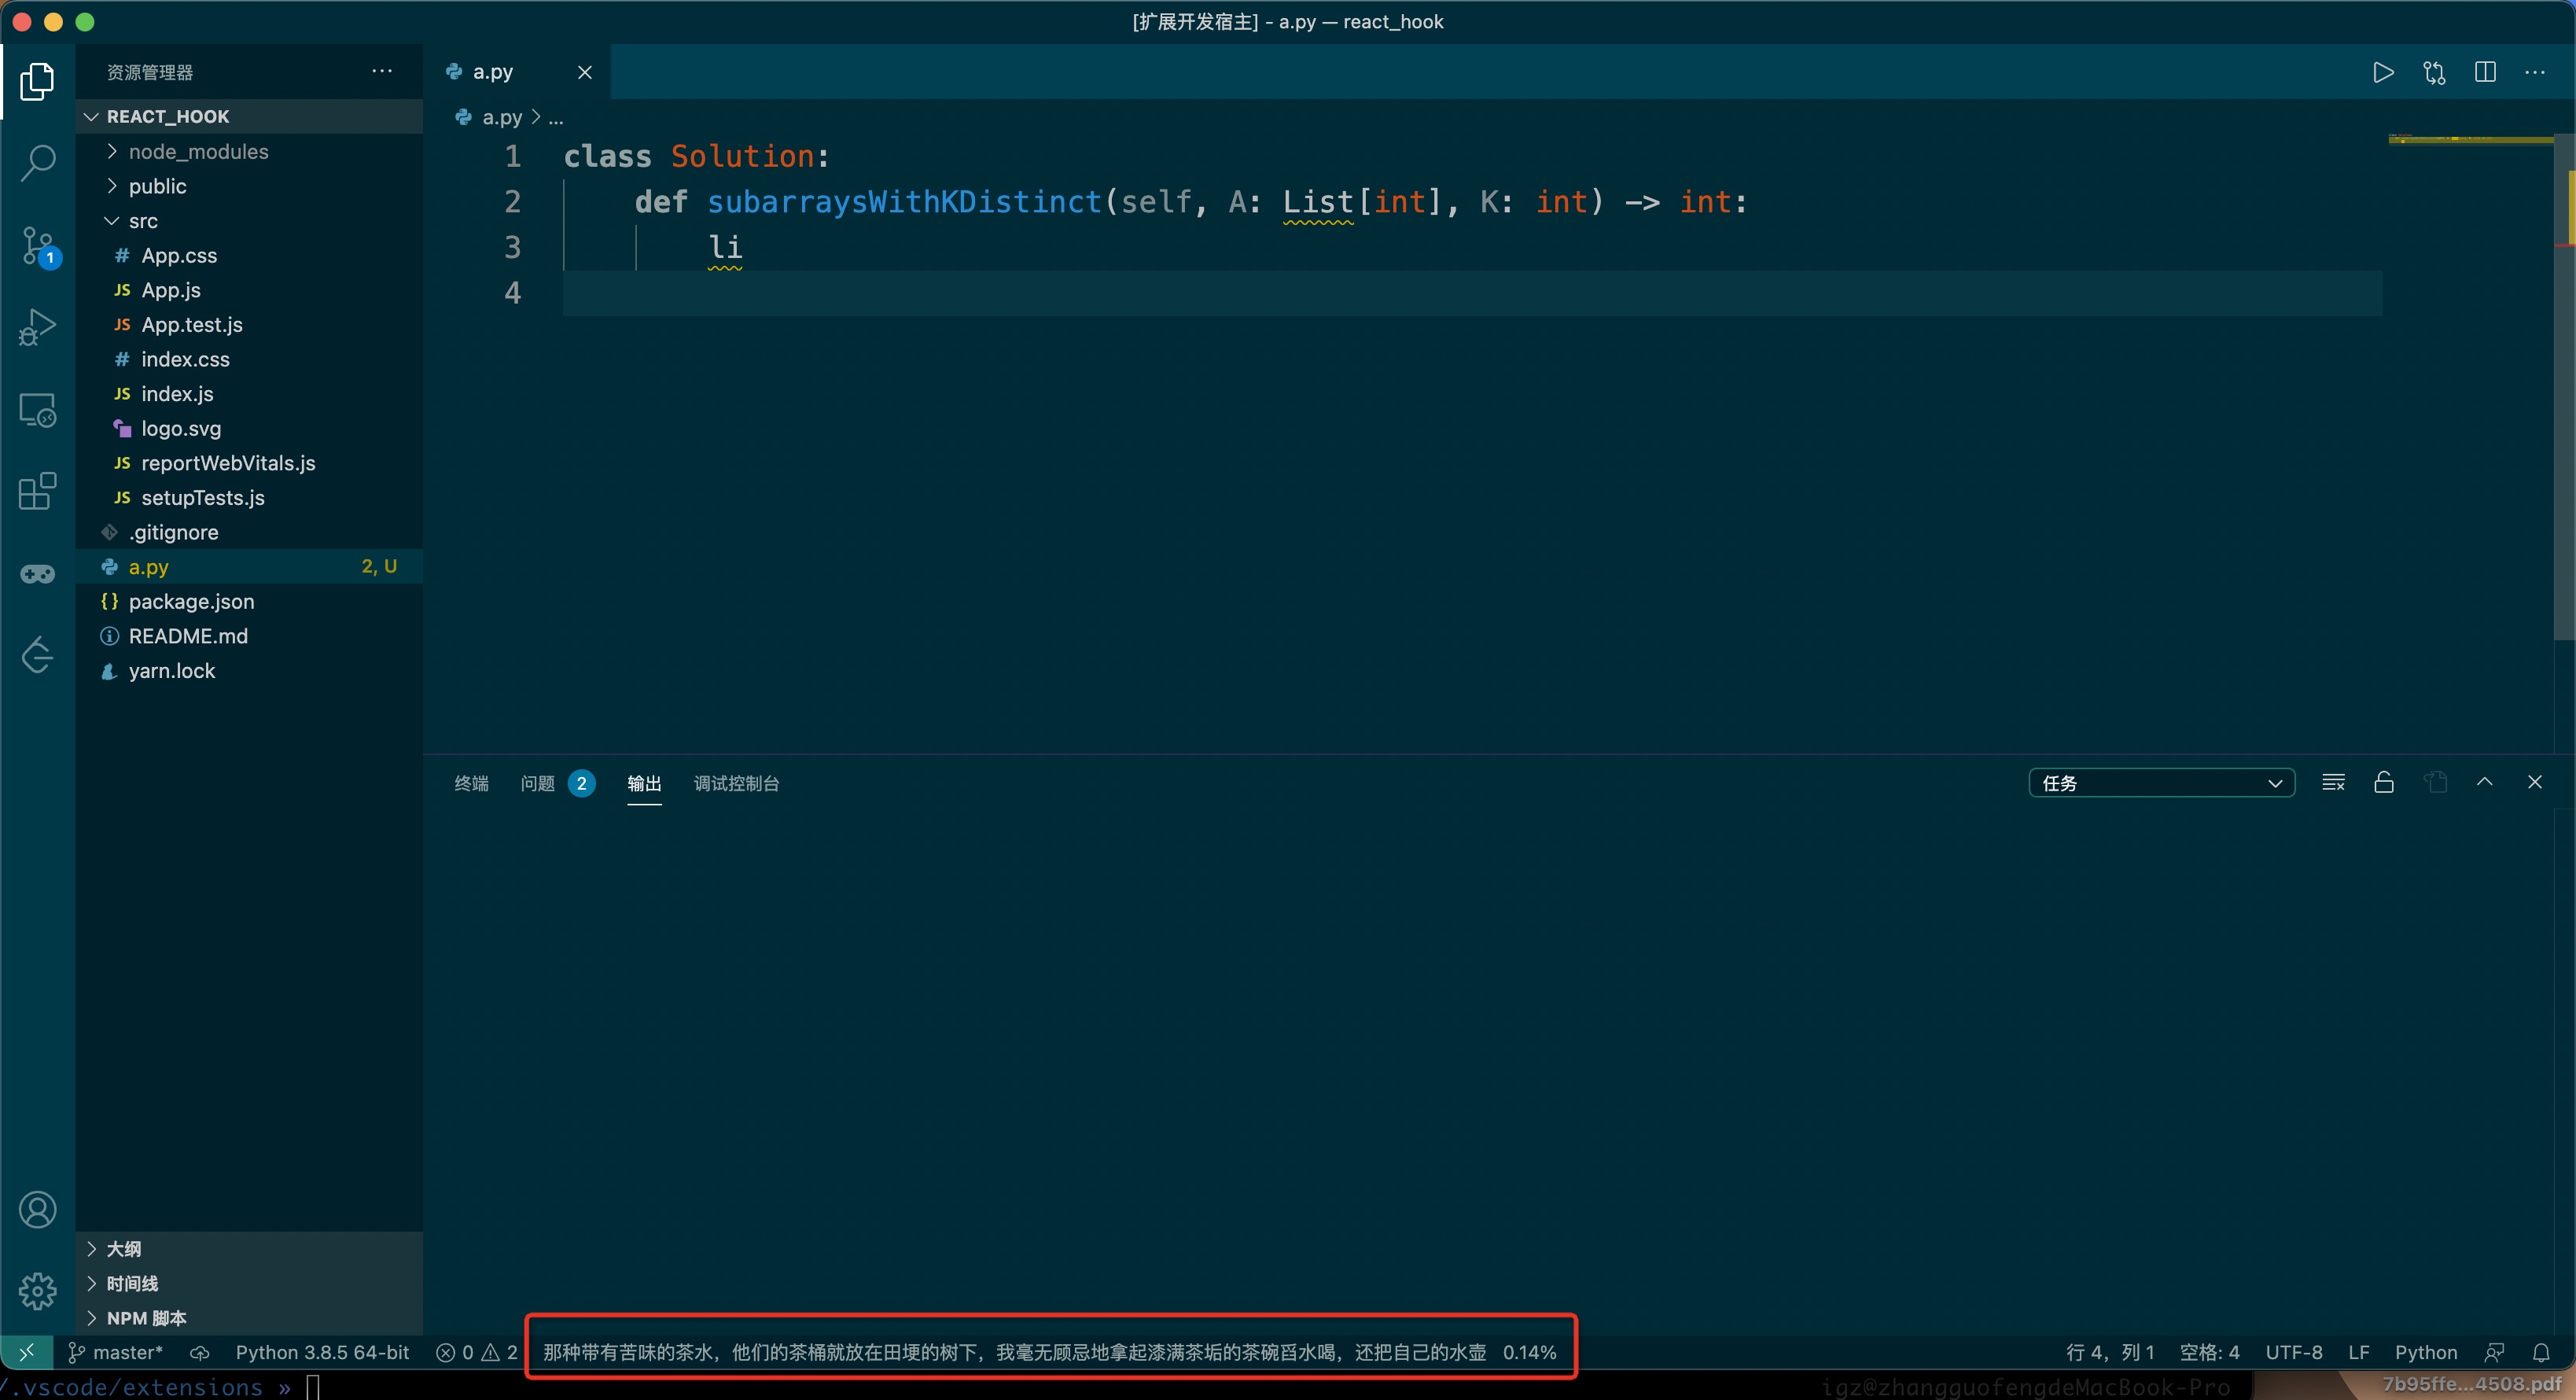 [扩展开发宿主] - a.py — react_hook
资源管理器
REACT_HOOK
node_modules
public
src
# App.css
JS App.js
JS App.test.js
# index.css
JS index.js
logo.svg
JS reportWebVitals.js
JS setupTests.js
.gitignore
a.py 2, U
{} package.json
README.md
yarn.lock
大纲
时间线
NPM 脚本
1
a.py
a.py > ...
1 class Solution:
2 def subarraysWithKDistinct(self, A: List[int], K: int) -> int:
3 li
4
终端 问题 2 输出 调试控制台 任务
master* Python 3.8.5 64-bit 0 2 那种带有苦味的茶水，他们的茶桶就放在田埂的树下，我毫无顾忌地拿起漆满茶垢的茶碗舀水喝，还把自己的水壶 0.14% 行 4，列 1 空格: 4 UTF-8 LF Python
/.vscode/extensions » igz@zhangguofengdeMacBook-Pro 7b95ffe...4508.pdf